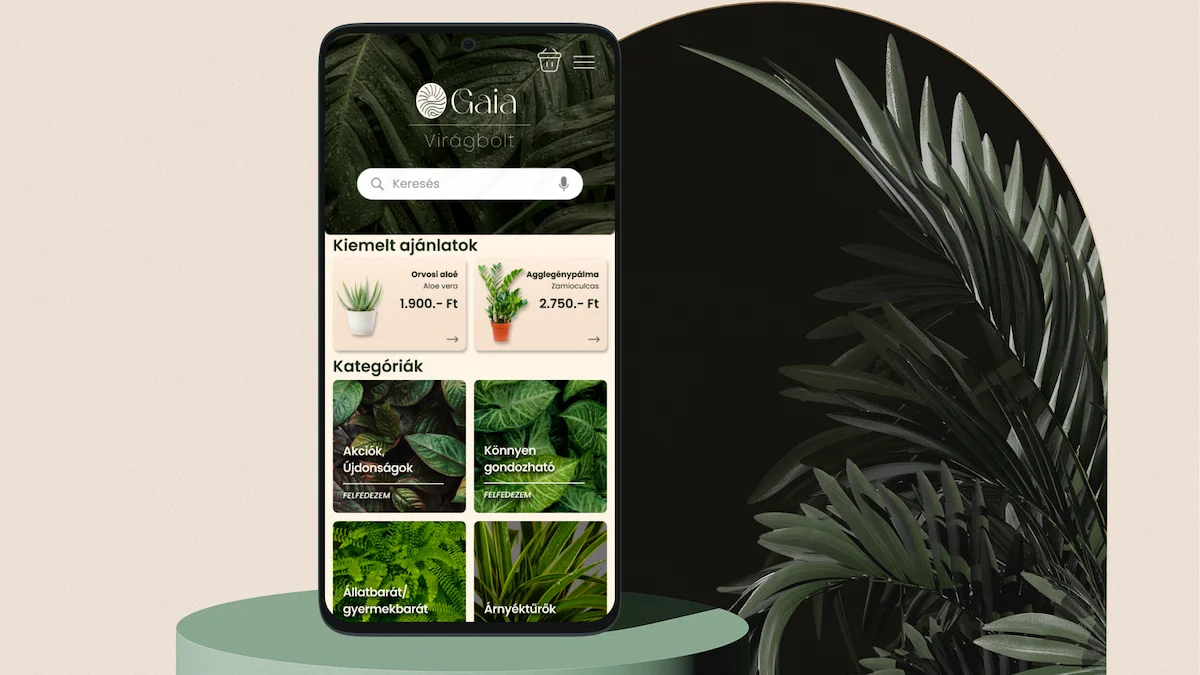 Gaia
Virágbolt
Keresés
Kiemelt ajánlatok
Orvosi aloé
Aloe vera
1.900.- Ft
Agglegénypálma
Zamioculcas
2.750.- Ft
Kategóriák
Akciók,
Újdonságok
FELFEDEZEM
Könnyen
gondozható
FELFEDEZEM
Állatbarát/
gyermekbarát
Árnyéktűrők